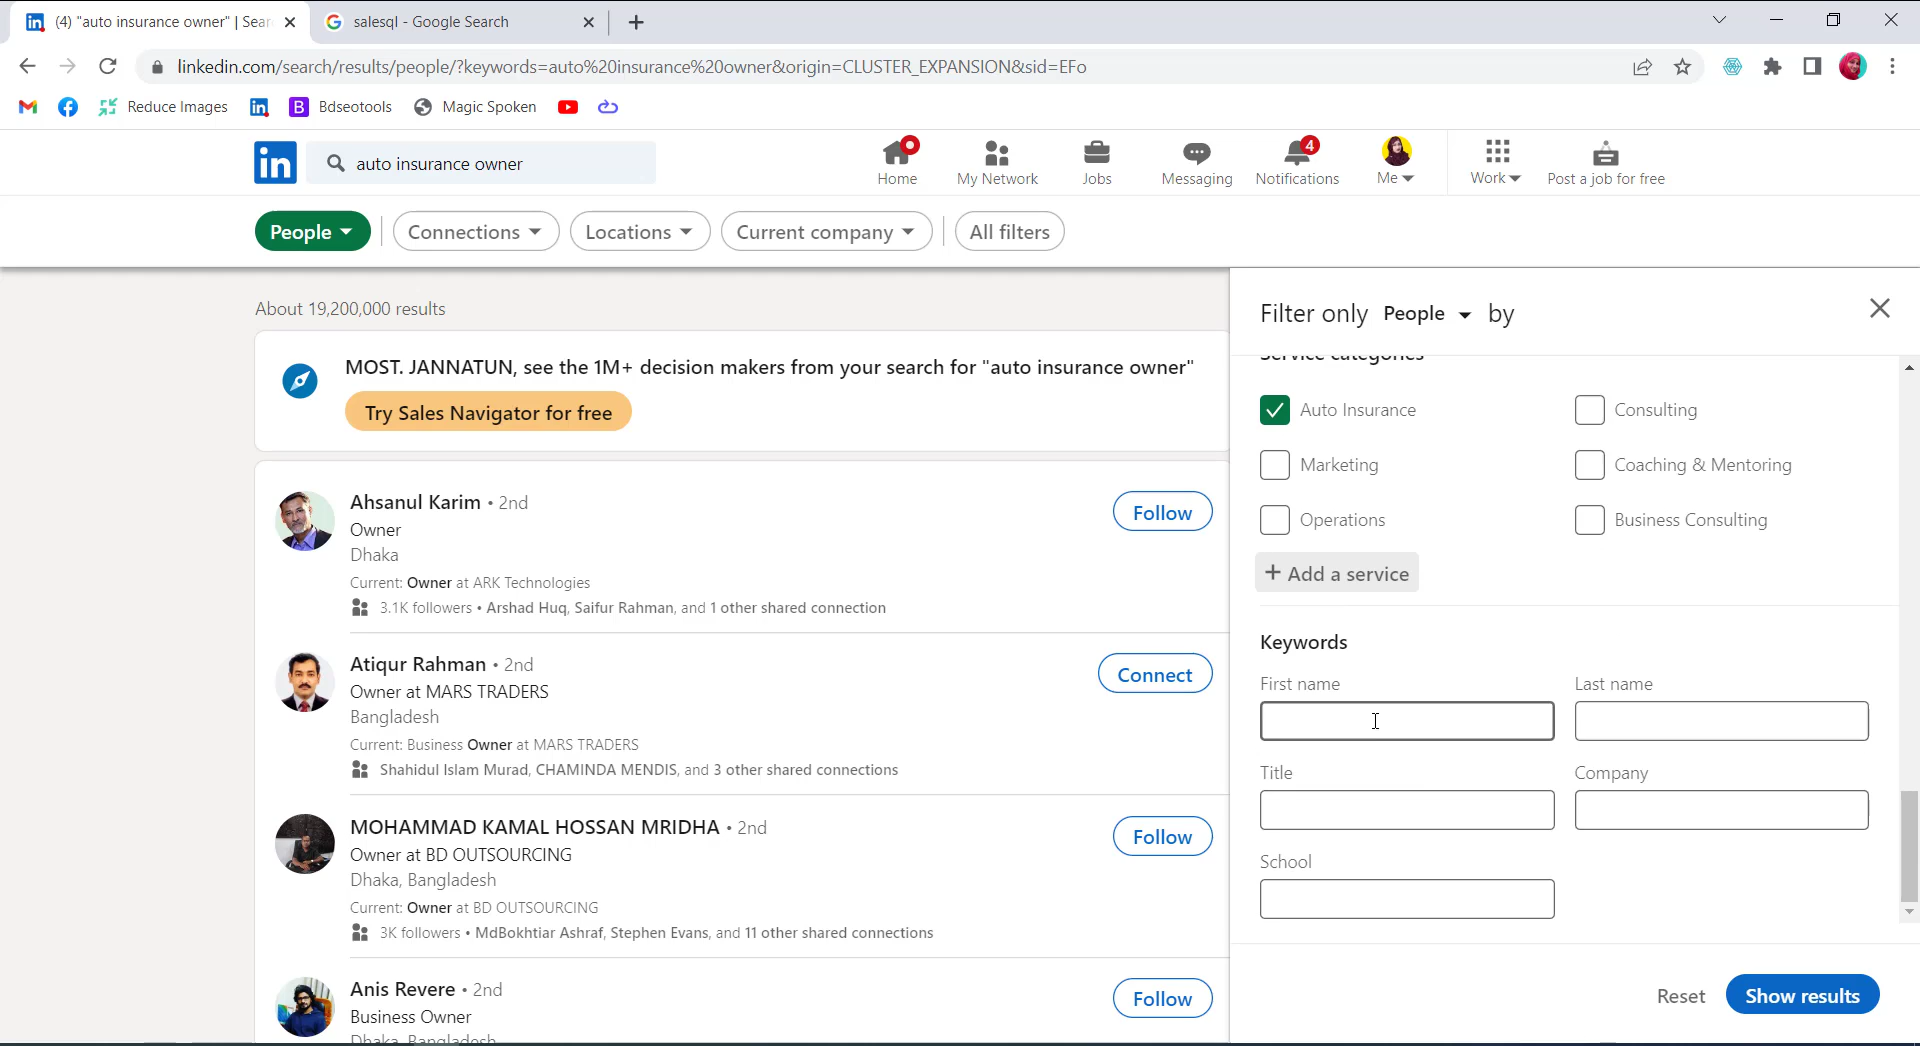 (4) "auto insurance owner" | Sear
salesql - Google Search
linkedin.com/search/results/people/?keywords=auto%20insurance%20owner&origin=CLUSTER_EXPANSION&sid=EFo
Reduce Images
in
B Bdseotools
Magic Spoken
in
auto insurance owner
Home
My Network
Jobs
Messaging
4
Notifications
Me
Work
Post a job for free
People
Connections
Locations
Current company
All filters
About 19,200,000 results
MOST. JANNATUN, see the 1M+ decision makers from your search for "auto insurance owner"
Try Sales Navigator for free
Ahsanul Karim • 2nd
Owner
Dhaka
Current: Owner at ARK Technologies
3.1K followers • Arshad Huq, Saifur Rahman, and 1 other shared connection
Follow
Atiqur Rahman • 2nd
Owner at MARS TRADERS
Bangladesh
Current: Business Owner at MARS TRADERS
Shahidul Islam Murad, CHAMINDA MENDIS, and 3 other shared connections
Connect
MOHAMMAD KAMAL HOSSAN MRIDHA • 2nd
Owner at BD OUTSOURCING
Dhaka, Bangladesh
Current: Owner at BD OUTSOURCING
3K followers • MdBokhtiar Ashraf, Stephen Evans, and 11 other shared connections
Follow
Anis Revere • 2nd
Business Owner
Dhaka, Bangladesh
Follow
Filter only People by
Service categories
Auto Insurance
Consulting
Marketing
Coaching & Mentoring
Operations
Business Consulting
+ Add a service
Keywords
First name
Last name
Title
Company
School
Reset
Show results